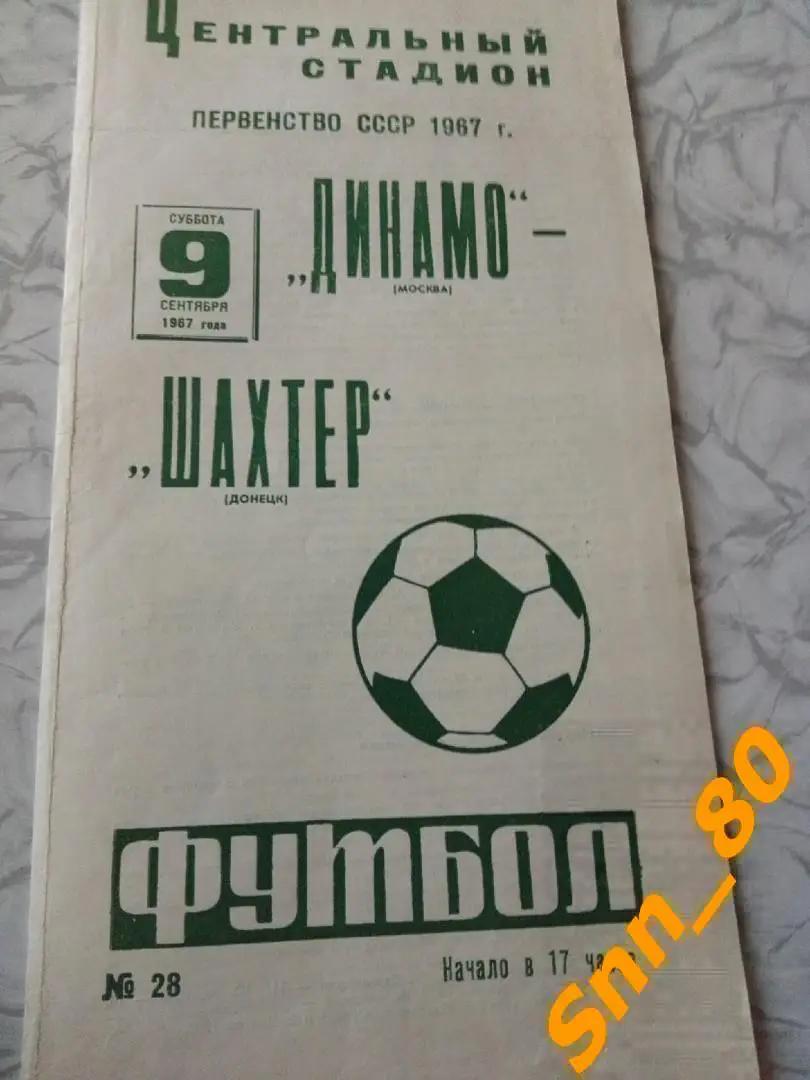 ЦЕНТРАЛЬНЫЙ
СТАДИОН
ПЕРВЕНСТВО СССР 1967 г.
СУББОТА
9
СЕНТЯБРЯ
1967 года
„ДИНАМО“ —
(МОСКВА)
„ШАХТЕР“
(ДОНЕЦК)
ФУТБОЛ
№ 28
Начало в 17 часов
Snn_80